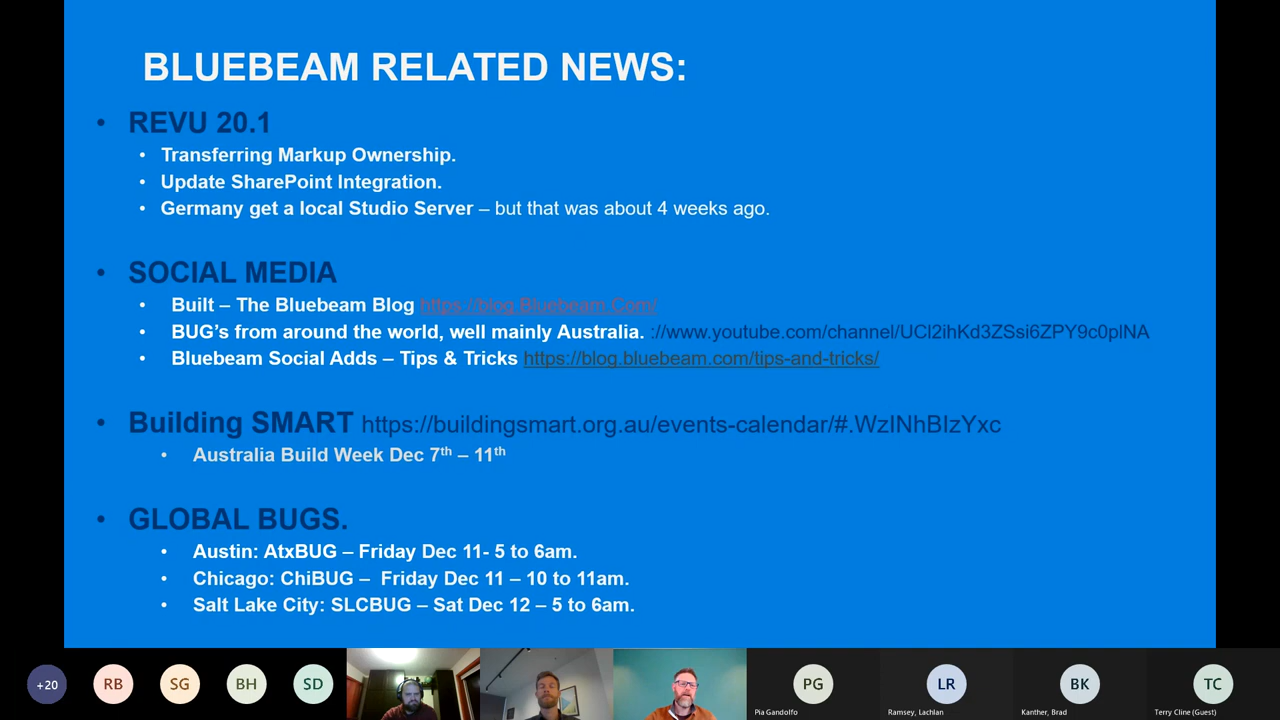 BLUEBEAM RELATED NEWS:
• REVU 20.1
• Transferring Markup Ownership.
• Update SharePoint Integration.
• Germany get a local Studio Server – but that was about 4 weeks ago.
• SOCIAL MEDIA
• Built – The Bluebeam Blog https://blog.Bluebeam.Com/
• BUG's from around the world, well mainly Australia. ://www.youtube.com/channel/UCl2ihKd3ZSsi6ZPY9c0plNA
• Bluebeam Social Adds – Tips & Tricks https://blog.bluebeam.com/tips-and-tricks/
• Building SMART https://buildingsmart.org.au/events-calendar/#.WzINhBIzYxc
• Australia Build Week Dec 7th – 11th
• GLOBAL BUGS.
• Austin: AtxBUG – Friday Dec 11- 5 to 6am.
• Chicago: ChiBUG – Friday Dec 11 – 10 to 11am.
• Salt Lake City: SLCBUG – Sat Dec 12 – 5 to 6am.
+20 RB SG BH SD PG LR BK TC
Pia Gandolfo Ramsey, Lachlan Kanther, Brad Terry Cline (Guest)